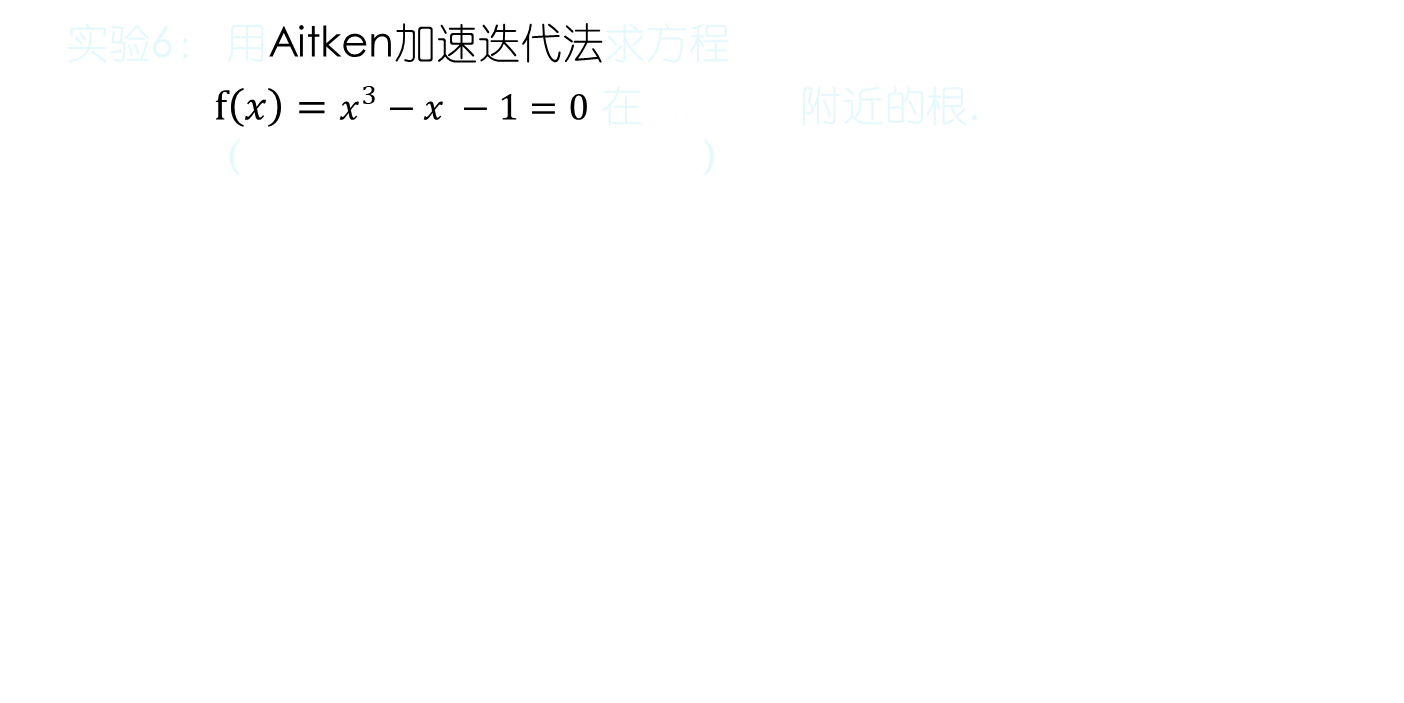 实验6： 用Aitken加速迭代法求方程
f(x) = x³ − x − 1 = 0 在 附近的根.
( )